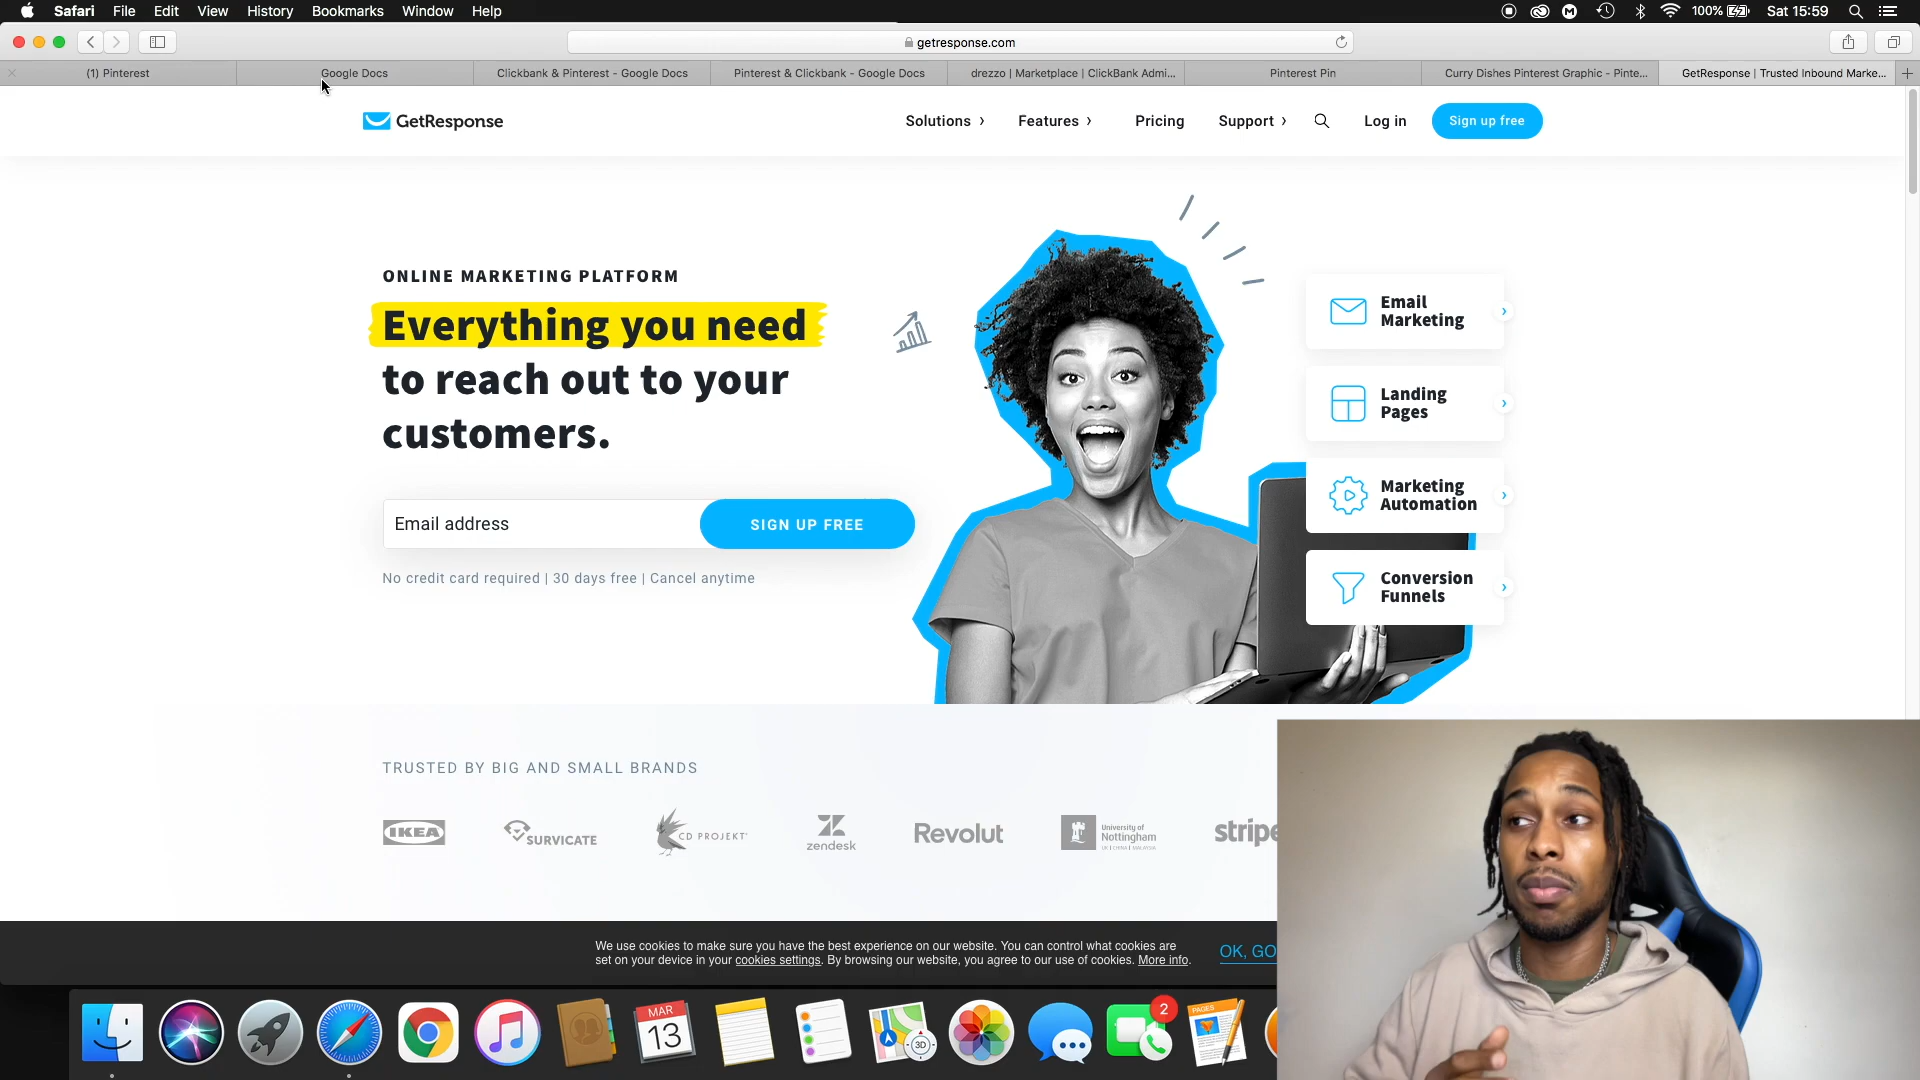 Safari File Edit View History Bookmarks Window Help
100% Sat 15:59
getresponse.com
(1) Pinterest
Google Docs
Clickbank & Pinterest - Google Docs
Pinterest & Clickbank - Google Docs
drezzo | Marketplace | ClickBank Admi...
Pinterest Pin
Curry Dishes Pinterest Graphic - Pinte...
GetResponse | Trusted Inbound Marke...
GetResponse
Solutions › Features › Pricing Support › Log in Sign up free
ONLINE MARKETING PLATFORM
Everything you need
to reach out to your
customers.
Email address
SIGN UP FREE
No credit card required | 30 days free | Cancel anytime
Email
Marketing
Landing
Pages
Marketing
Automation
Conversion
Funnels
TRUSTED BY BIG AND SMALL BRANDS
IKEA
SURVICATE
CD PROJEKT
zendesk
Revolut
University of
Nottingham
UK | CHINA | MALAYSIA
stripe
We use cookies to make sure you have the best experience on our website. You can control what cookies are
set on your device in your cookies settings. By browsing our website, you agree to our use of cookies. More info.
OK, GO
MAR
13
3D
2
PAGES